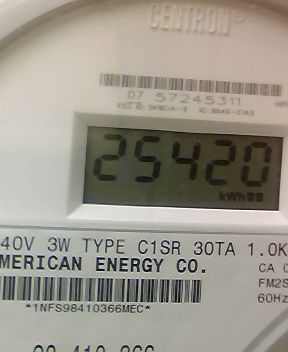 CENTRON
07 57245311
25420
kWh
40V 3W TYPE C1SR 30TA 1.0K
MERICAN ENERGY CO.
CA 0
FM2S
60Hz
*1NFS98410366MEC*